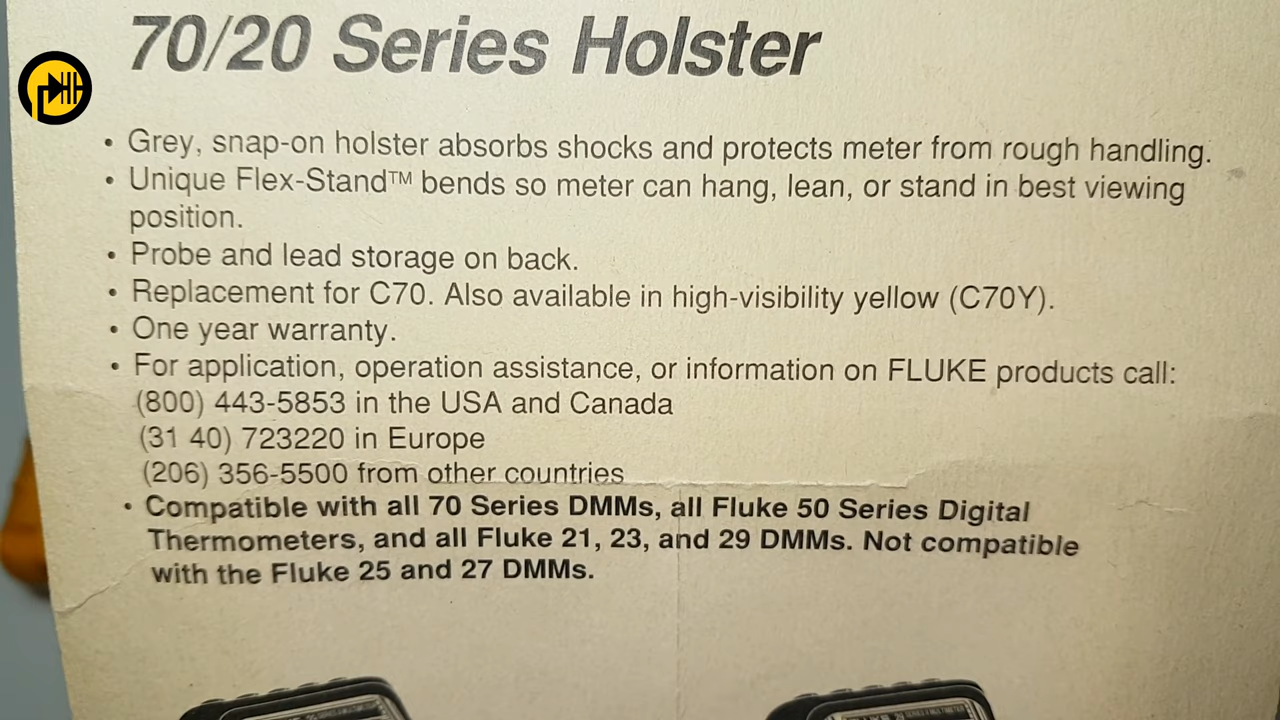 70/20 Series Holster
• Grey, snap-on holster absorbs shocks and protects meter from rough handling.
• Unique Flex-Stand™ bends so meter can hang, lean, or stand in best viewing
position.
• Probe and lead storage on back.
• Replacement for C70. Also available in high-visibility yellow (C70Y).
• One year warranty.
• For application, operation assistance, or information on FLUKE products call:
(800) 443-5853 in the USA and Canada
(31 40) 723220 in Europe
(206) 356-5500 from other countries
• Compatible with all 70 Series DMMs, all Fluke 50 Series Digital
Thermometers, and all Fluke 21, 23, and 29 DMMs. Not compatible
with the Fluke 25 and 27 DMMs.